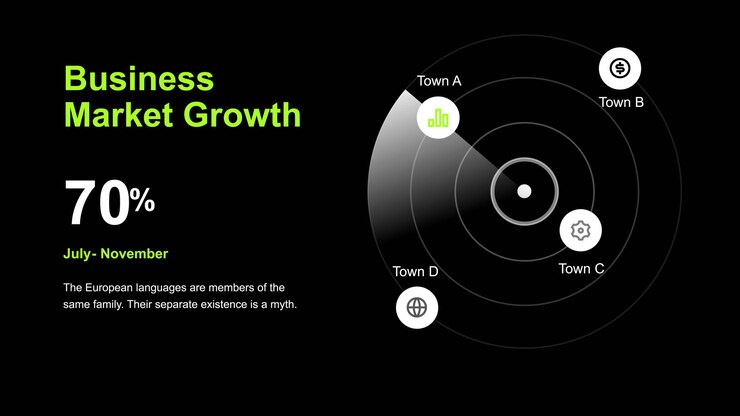 Business
Market Growth
70%
July- November
The European languages are members of the
same family. Their separate existence is a myth.
Town A
Town B
Town C
Town D